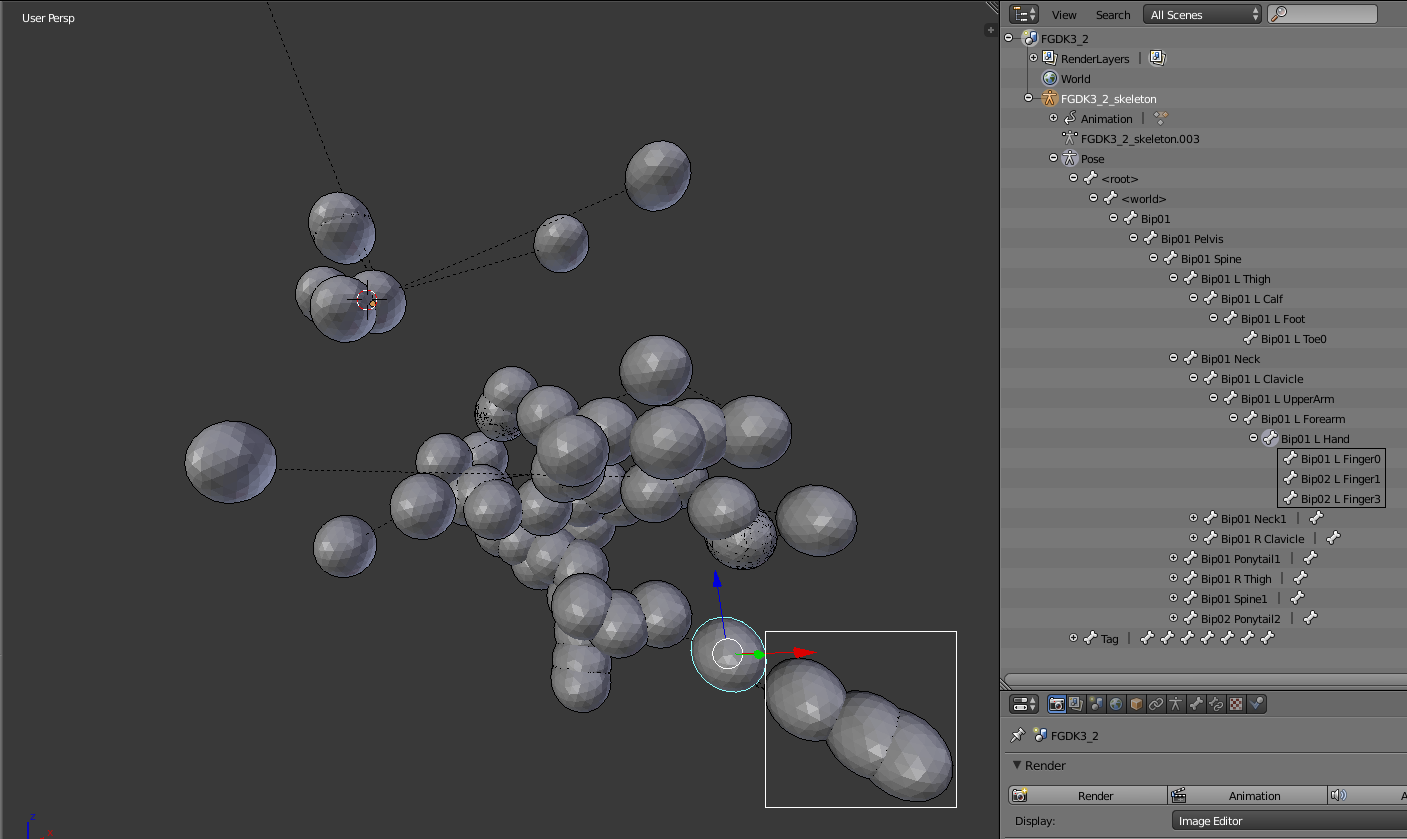 User Persp
View Search All Scenes
FGDK3_2
RenderLayers
World
FGDK3_2_skeleton
Animation
FGDK3_2_skeleton.003
Pose
<root>
<world>
Bip01
Bip01 Pelvis
Bip01 Spine
Bip01 L Thigh
Bip01 L Calf
Bip01 L Foot
Bip01 L Toe0
Bip01 Neck
Bip01 L Clavicle
Bip01 L UpperArm
Bip01 L Forearm
Bip01 L Hand
Bip01 L Finger0
Bip02 L Finger1
Bip02 L Finger3
Bip01 Neck1
Bip01 R Clavicle
Bip01 Ponytail1
Bip01 R Thigh
Bip01 Spine1
Bip02 Ponytail2
Tag
FGDK3_2
Render
Render Animation A
Display: Image Editor
z